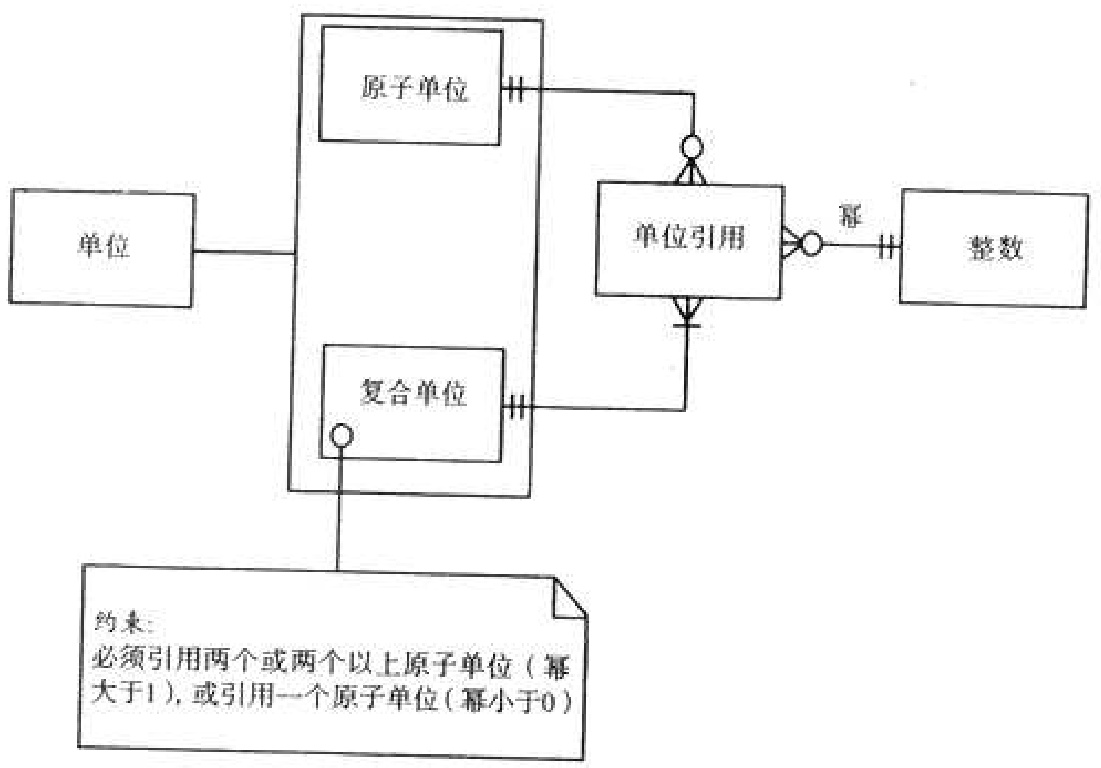 原子单位
单位
单位引用
幂
整数
复合单位
约束:
必须引用两个或两个以上原子单位(幂
大于1),或引用一个原子单位(幂小于0)